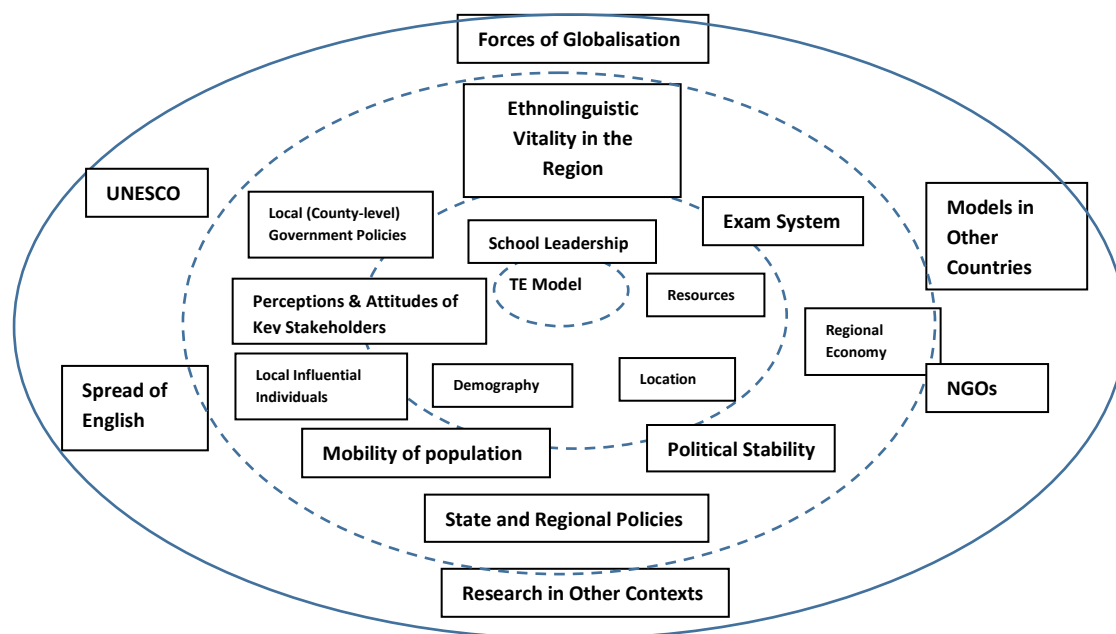 Forces of Globalisation
Ethnolinguistic
Vitality in the
Region
UNESCO
Local (County-level)
Government Policies
Exam System
Models in
Other
Countries
School Leadership
TE Model
Resources
Perceptions & Attitudes of
Key Stakeholders
Regional
Economy
Local Influential
Individuals
Demography
Location
Spread of
English
NGOs
Mobility of population
Political Stability
State and Regional Policies
Research in Other Contexts